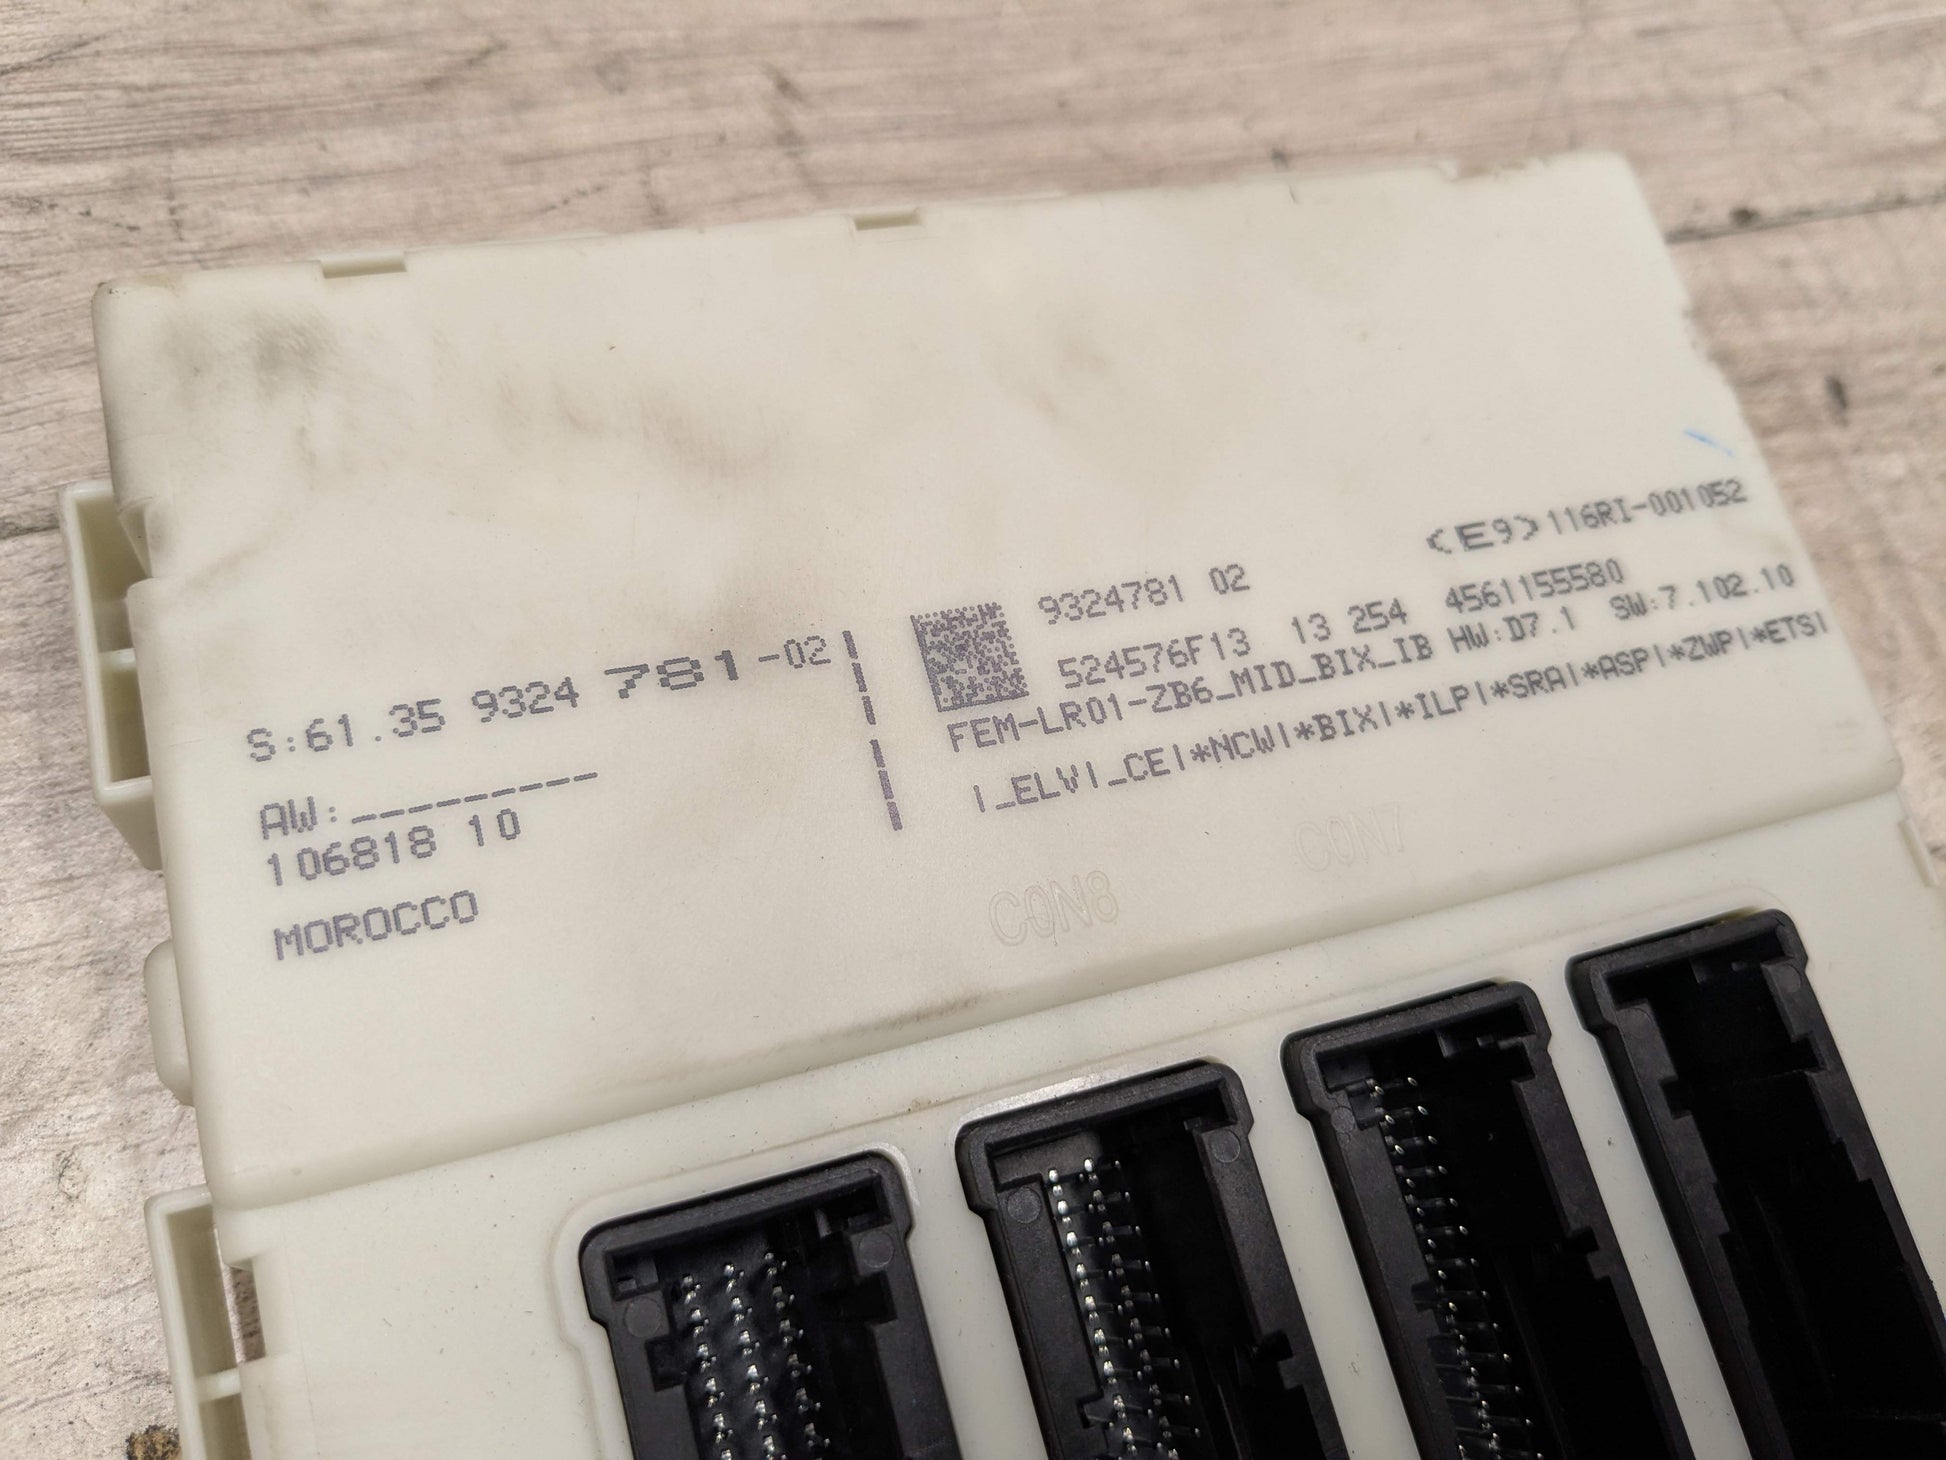 S:61.35 9324 781-02
AW:_________
106818 10
MOROCCO
<E9>116RI-001052
9324781 02
524576F13 13 254 4561155580
FEM-LR01-ZB6_MID_BIX_IB HW:D7.1 SW:7.102.10
|_ELV|_CE|*NCW|*BIX|*ILP|*SRA|*ASP|*ZWP|*ETS|
CON8
CON7